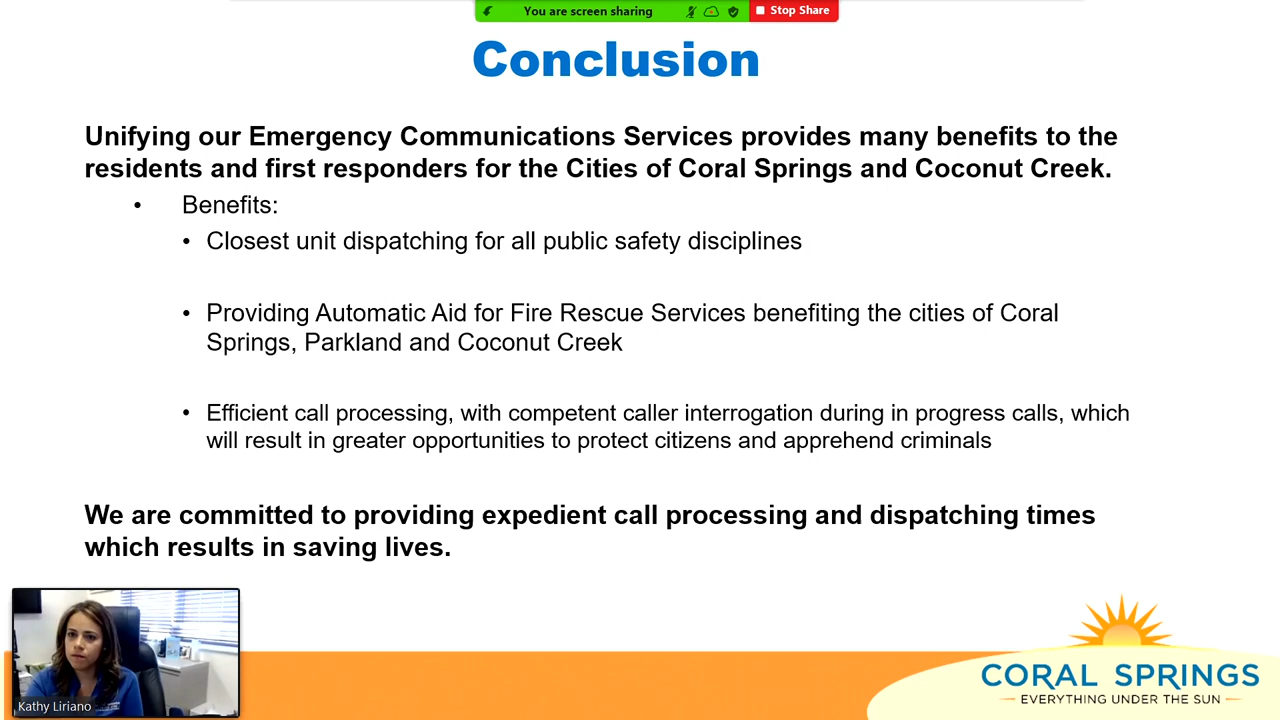 You are screen sharing
Stop Share
Conclusion
Unifying our Emergency Communications Services provides many benefits to the
residents and first responders for the Cities of Coral Springs and Coconut Creek.
• Benefits:
• Closest unit dispatching for all public safety disciplines
• Providing Automatic Aid for Fire Rescue Services benefiting the cities of Coral
Springs, Parkland and Coconut Creek
• Efficient call processing, with competent caller interrogation during in progress calls, which
will result in greater opportunities to protect citizens and apprehend criminals
We are committed to providing expedient call processing and dispatching times
which results in saving lives.
Kathy Liriano
CORAL SPRINGS
EVERYTHING UNDER THE SUN